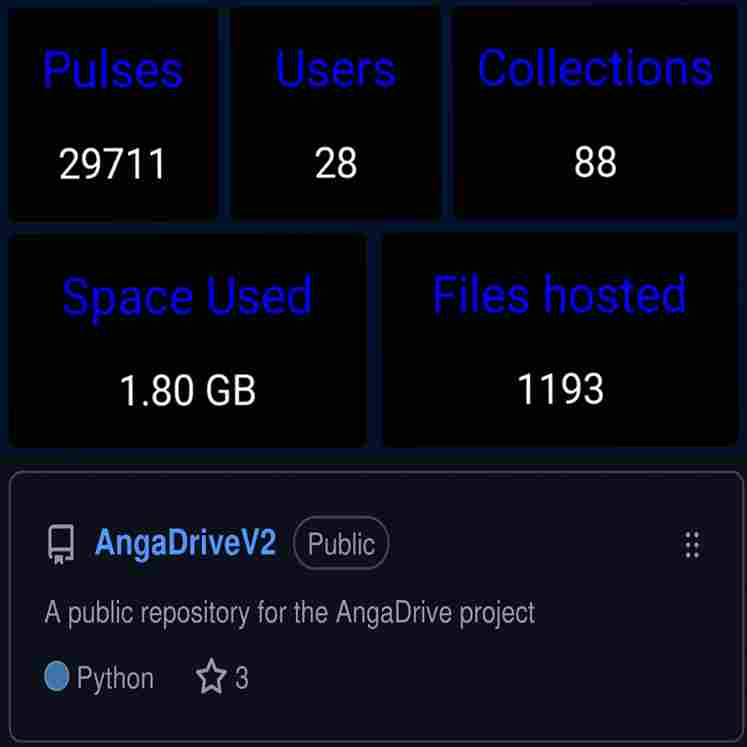 Pulses Users Collections
29711 28 88
Space Used Files hosted
1.80 GB 1193
AngaDriveV2 Public
A public repository for the AngaDrive project
Python 3